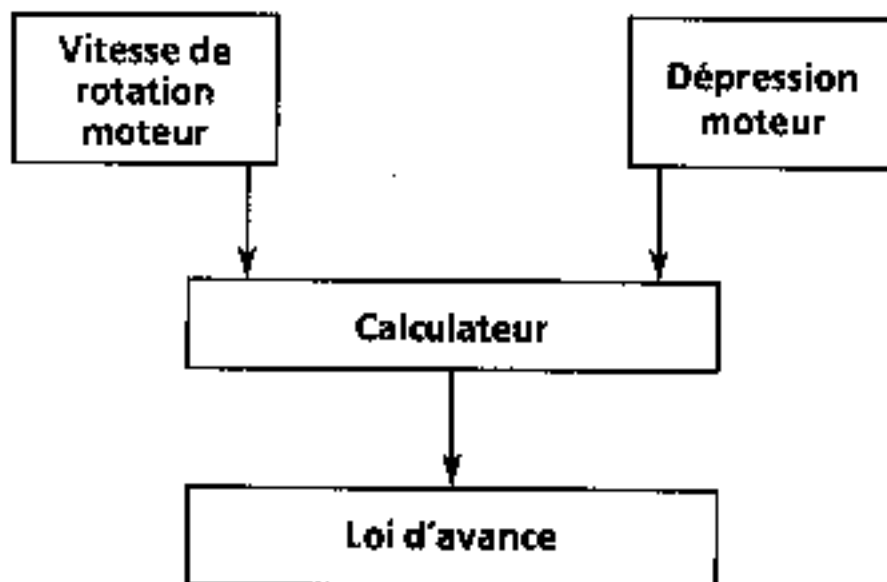 Vitesse de
rotation
moteur
Dépression
moteur
Calculateur
Loi d'avance